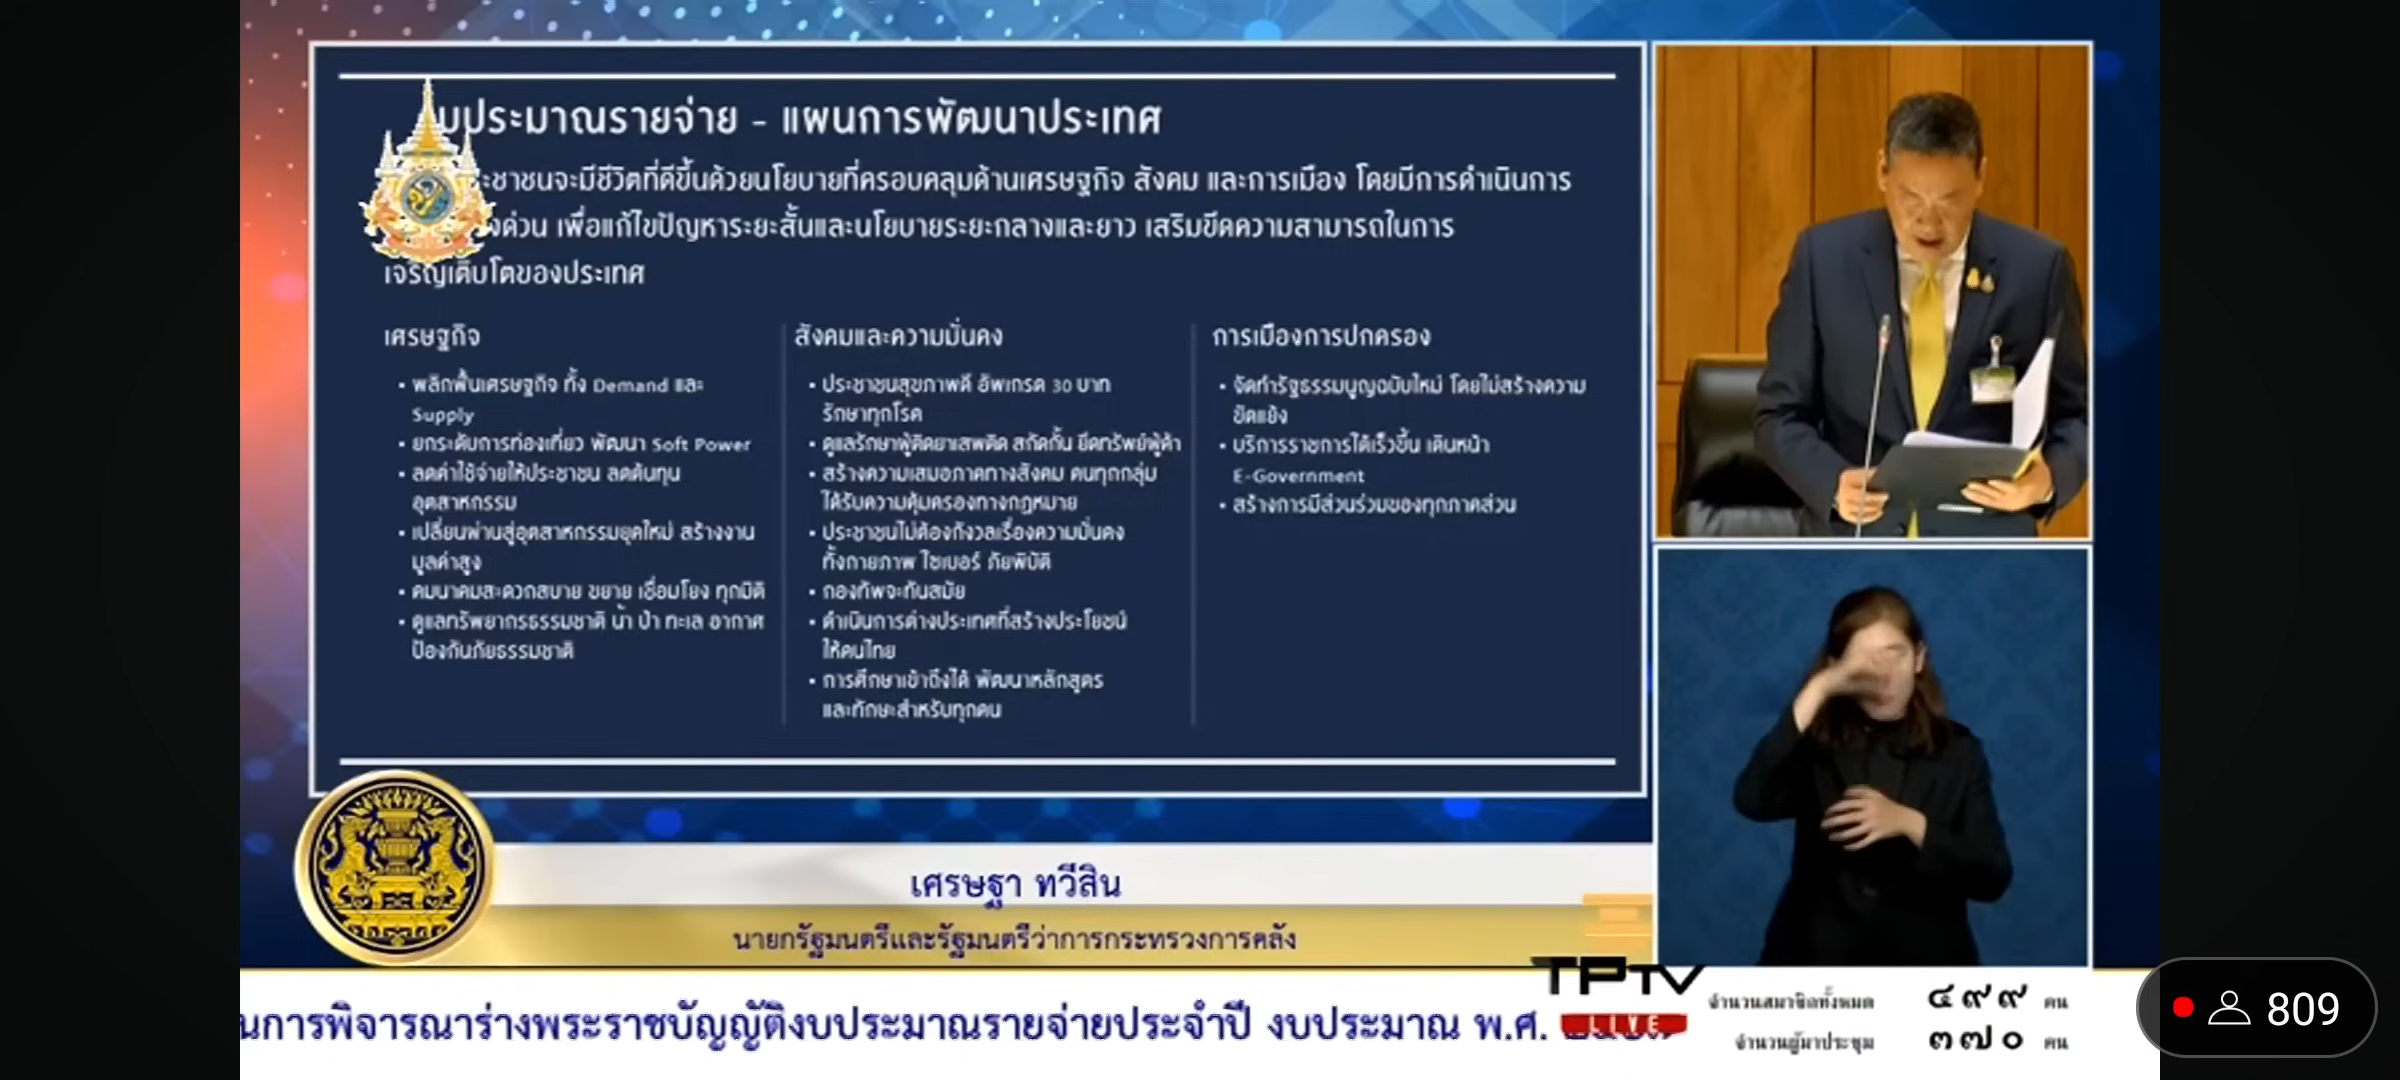 บประมาณรายจ่าย - แผนการพัฒนาประเทศ
ะชาชนจะมีชีวิตที่ดีขึ้นด้วยนโยบายที่ครอบคลุมด้านเศรษฐกิจ สังคม และการเมือง โดยมีการดำเนินการ
งด่วน เพื่อแก้ไขปัญหาระยะสั้นและนโยบายระยะกลางและยาว เสริมขีดความสามารถในการ
เจริญเติบโตของประเทศ
เศรษฐกิจ
• พลิกฟื้นเศรษฐกิจ ทั้ง Demand และ
Supply
• ยกระดับการท่องเที่ยว พัฒนา Soft Power
• ลดค่าใช้จ่ายให้ประชาชน ลดต้นทุน
อุตสาหกรรม
• เปลี่ยนผ่านสู่อุตสาหกรรมยุคใหม่ สร้างงาน
มูลค่าสูง
• คมนาคมสะดวกสบาย ขยาย เชื่อมโยง ทุกมิติ
• ดูแลทรัพยากรธรรมชาติ น้ำ ป่า ทะเล อากาศ
ป้องกันภัยธรรมชาติ
สังคมและความมั่นคง
• ประชาชนสุขภาพดี อัพเกรด 30 บาท
รักษาทุกโรค
• ดูแลรักษาผู้ติดยาเสพติด สกัดกั้น ยึดทรัพย์ผู้ค้า
• สร้างความเสมอภาคทางสังคม คนทุกกลุ่ม
ได้รับความคุ้มครองทางกฎหมาย
• ประชาชนไม่ต้องกังวลเรื่องความมั่นคง
ทั้งกายภาพ ไซเบอร์ ภัยพิบัติ
• กองทัพจะทันสมัย
• ดำเนินการต่างประเทศที่สร้างประโยชน์
ให้คนไทย
• การศึกษาเข้าถึงได้ พัฒนาหลักสูตร
และทักษะสำหรับทุกคน
การเมืองการปกครอง
• จัดทำรัฐธรรมนูญฉบับใหม่ โดยไม่สร้างความ
ขัดแย้ง
• บริการราชการได้เร็วขึ้น เดินหน้า
E-Government
• สร้างการมีส่วนร่วมของทุกภาคส่วน
เศรษฐา ทวีสิน
นายกรัฐมนตรีและรัฐมนตรีว่าการกระทรวงการคลัง
นการพิจารณาร่างพระราชบัญญัติงบประมาณรายจ่ายประจำปี งบประมาณ พ.ศ.
TPTV
LIVE
จำนวนสมาชิกทั้งหมด ๔๙๙ คน
จำนวนผู้มาประชุม ๓๗๐ คน
809